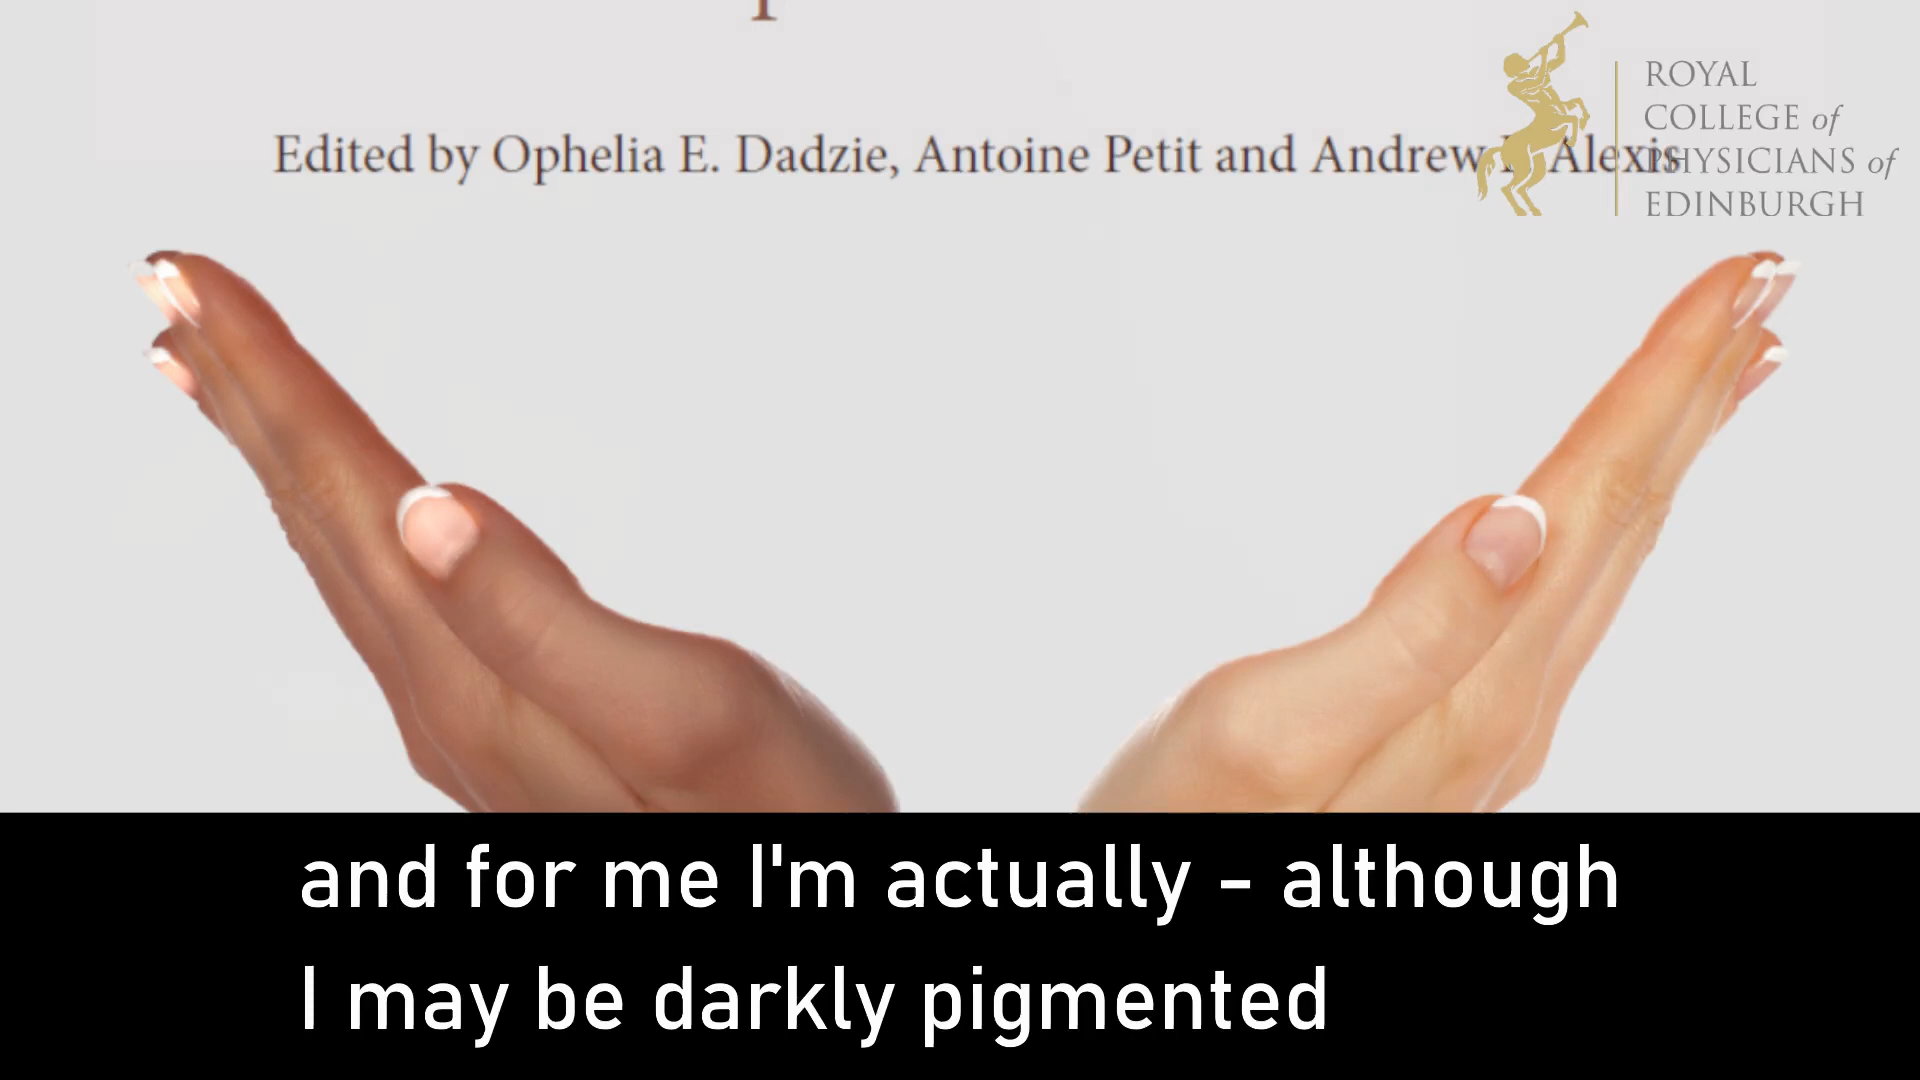 Edited by Ophelia E. Dadzie, Antoine Petit and Andrew Alexis
ROYAL
COLLEGE of
PHYSICIANS of
EDINBURGH
and for me I'm actually - although
I may be darkly pigmented